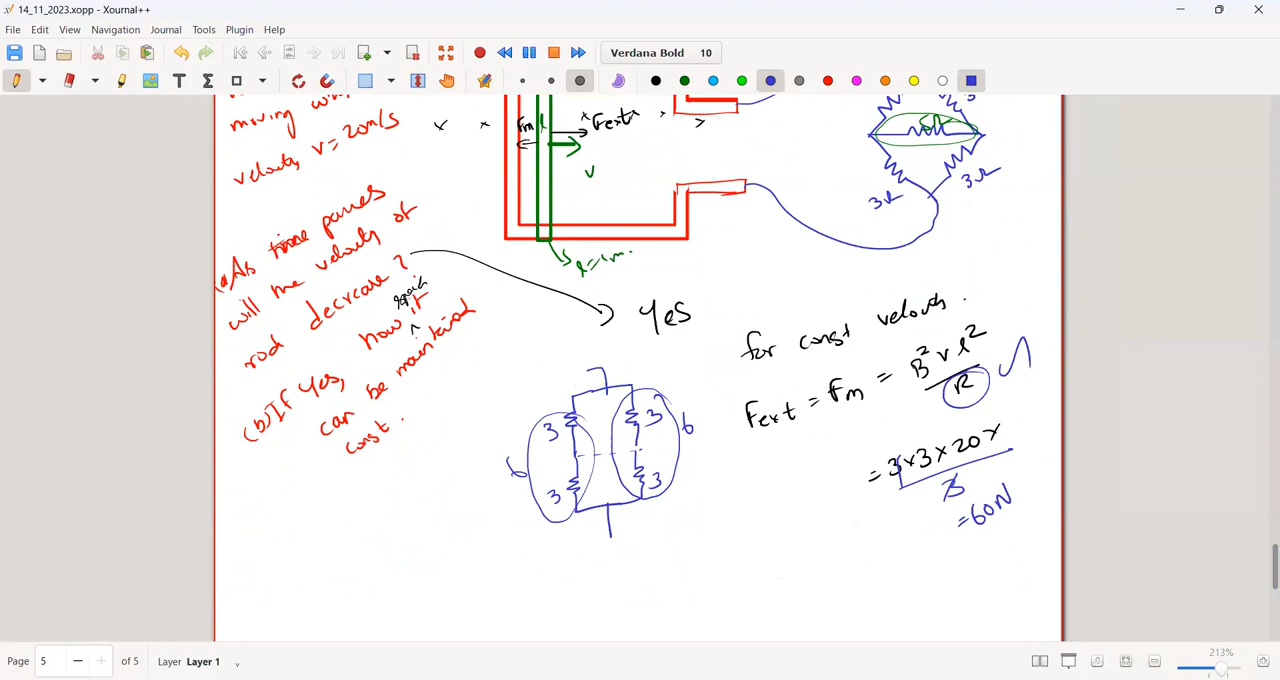 14_11_2023.xopp - Xournal++
File Edit View Navigation Journal Tools Plugin Help
Verdana Bold 10
moving
velocity v = 20m/s
(a) As time passes
will the velocity of
rod decrease ?
(b) If Yes,
how it
can be maintained
const.
Fm l Fext
v
l = 1m.
5Ω
3Ω 3Ω
Yes
for const velocity.
Fext = Fm = B²vl²
R
= 3×3×20×
3
= 60N
3 3
6 6
3 3
Page 5 of 5 Layer Layer 1
213%